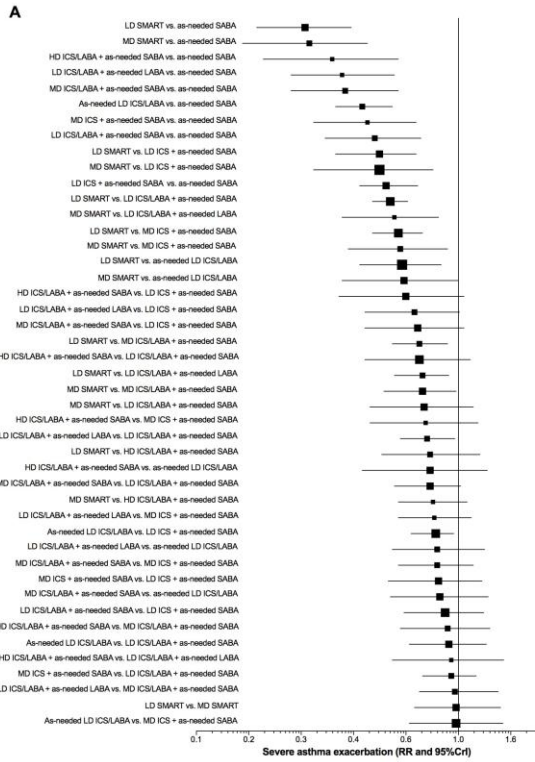 A
LD SMART vs. as-needed SABA
MD SMART vs. as-needed SABA
HD ICS/LABA + as-needed SABA vs. as-needed SABA
LD ICS/LABA + as-needed LABA vs. as-needed SABA
MD ICS/LABA + as-needed SABA vs. as-needed SABA
As-needed LD ICS/LABA vs. as-needed SABA
MD ICS + as-needed SABA vs. as-needed SABA
LD ICS/LABA + as-needed SABA vs. as-needed SABA
LD SMART vs. LD ICS + as-needed SABA
MD SMART vs. LD ICS + as-needed SABA
LD ICS + as-needed SABA vs. as-needed SABA
LD SMART vs. LD ICS/LABA + as-needed SABA
MD SMART vs. LD ICS/LABA + as-needed LABA
LD SMART vs. MD ICS + as-needed SABA
MD SMART vs. MD ICS + as-needed SABA
LD SMART vs. as-needed LD ICS/LABA
MD SMART vs. as-needed LD ICS/LABA
HD ICS/LABA + as-needed SABA vs. LD ICS + as-needed SABA
LD ICS/LABA + as-needed LABA vs. LD ICS + as-needed SABA
MD ICS/LABA + as-needed SABA vs. LD ICS + as-needed SABA
LD SMART vs. MD ICS/LABA + as-needed SABA
HD ICS/LABA + as-needed SABA vs. LD ICS/LABA + as-needed SABA
LD SMART vs. LD ICS/LABA + as-needed LABA
MD SMART vs. MD ICS/LABA + as-needed SABA
MD SMART vs. LD ICS/LABA + as-needed SABA
HD ICS/LABA + as-needed SABA vs. MD ICS + as-needed SABA
LD ICS/LABA + as-needed LABA vs. LD ICS/LABA + as-needed SABA
LD SMART vs. HD ICS/LABA + as-needed SABA
HD ICS/LABA + as-needed SABA vs. as-needed LD ICS/LABA
MD ICS/LABA + as-needed SABA vs. LD ICS/LABA + as-needed SABA
MD SMART vs. HD ICS/LABA + as-needed SABA
LD ICS/LABA + as-needed LABA vs. MD ICS + as-needed SABA
As-needed LD ICS/LABA vs. LD ICS + as-needed SABA
LD ICS/LABA + as-needed LABA vs. as-needed LD ICS/LABA
MD ICS/LABA + as-needed SABA vs. MD ICS + as-needed SABA
MD ICS + as-needed SABA vs. LD ICS + as-needed SABA
MD ICS/LABA + as-needed SABA vs. as-needed LD ICS/LABA
LD ICS/LABA + as-needed SABA vs. LD ICS + as-needed SABA
MD ICS/LABA + as-needed SABA vs. MD ICS/LABA + as-needed SABA
As-needed LD ICS/LABA vs. LD ICS/LABA + as-needed SABA
HD ICS/LABA + as-needed SABA vs. LD ICS/LABA + as-needed LABA
MD ICS + as-needed SABA vs. LD ICS/LABA + as-needed SABA
LD ICS/LABA + as-needed LABA vs. MD ICS/LABA + as-needed SABA
LD SMART vs. MD SMART
As-needed LD ICS/LABA vs. MD ICS + as-needed SABA
0.1 0.3 0.4 0.6 1.0 1.6
Severe asthma exacerbation (RR and 95%CrI)